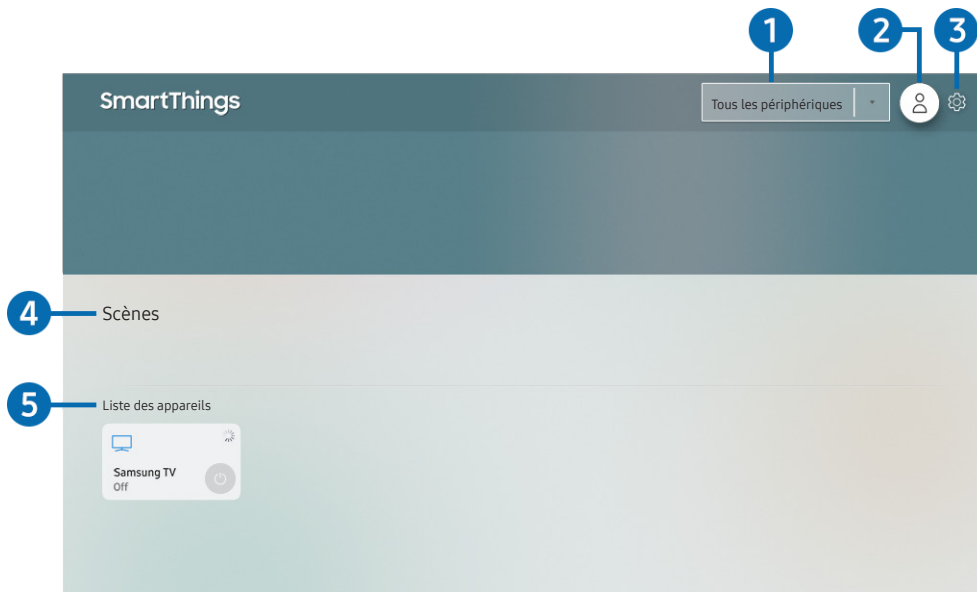 1 2 3
SmartThings
Tous les périphériques
4
Scènes
5
Liste des appareils
Samsung TV
Off